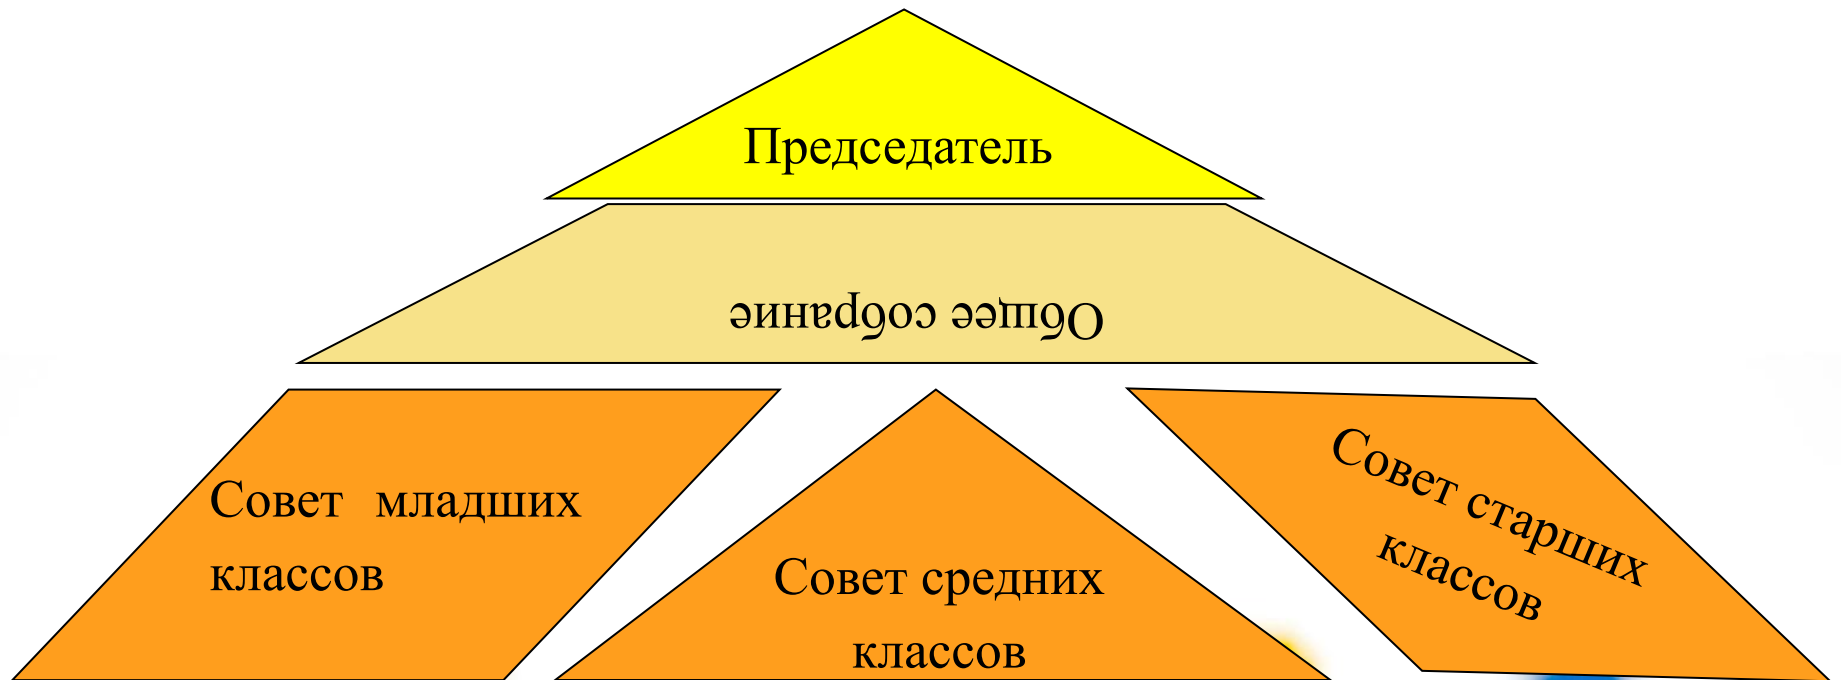 Председатель
Общее собрание
Совет младших
классов
Совет средних
классов
Совет старших
классов